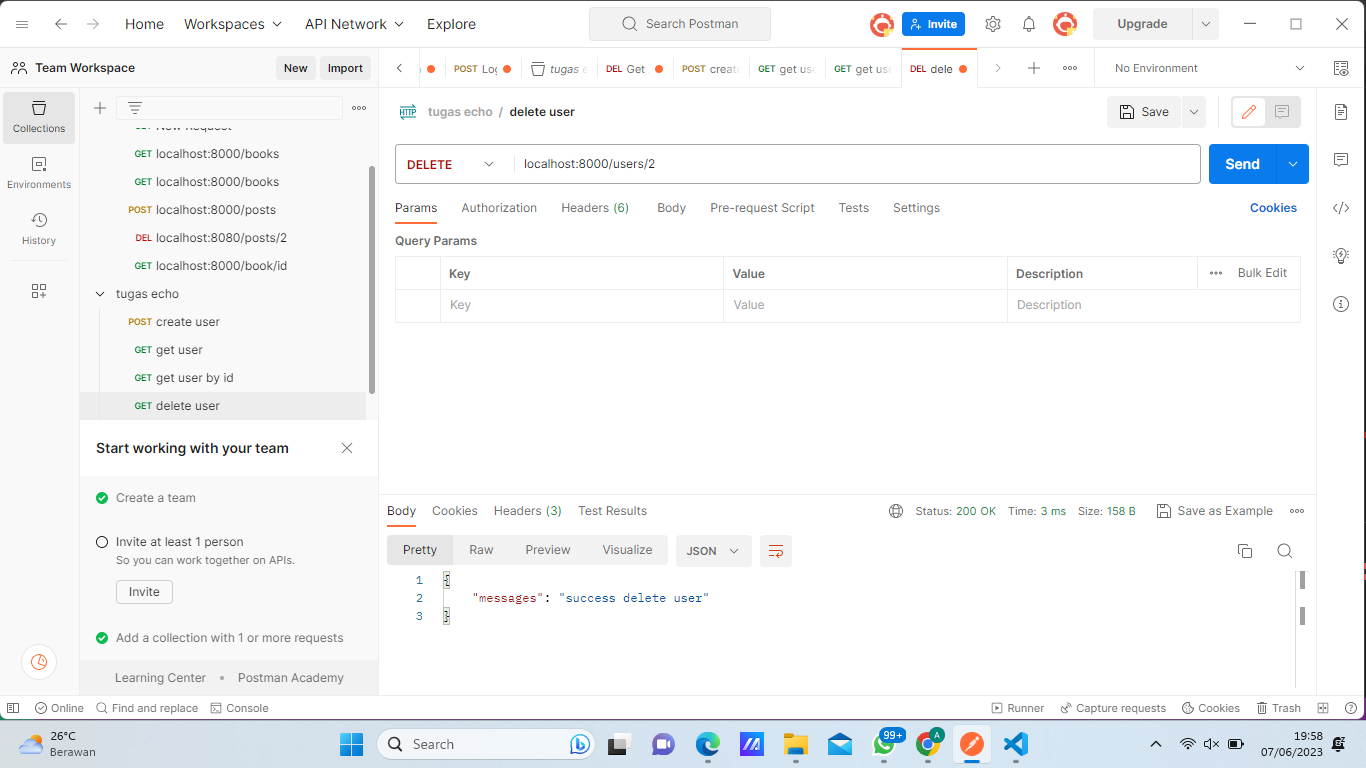 Home Workspaces API Network Explore Search Postman Invite Upgrade
Team Workspace New Import POST Log tugas e DEL Get POST create GET get use GET get use DEL dele No Environment
Collections
Environments
History
New Request
GET localhost:8000/books
GET localhost:8000/books
POST localhost:8000/posts
DEL localhost:8080/posts/2
GET localhost:8000/book/id
tugas echo
POST create user
GET get user
GET get user by id
GET delete user
Start working with your team
Create a team
Invite at least 1 person
So you can work together on APIs.
Invite
Add a collection with 1 or more requests
Learning Center • Postman Academy
HTTP tugas echo / delete user Save
DELETE localhost:8000/users/2 Send
Params Authorization Headers (6) Body Pre-request Script Tests Settings Cookies
Query Params
Key Value Description Bulk Edit
Key Value Description
Body Cookies Headers (3) Test Results Status: 200 OK Time: 3 ms Size: 158 B Save as Example
Pretty Raw Preview Visualize JSON
1 {
2 "messages": "success delete user"
3 }
Online Find and replace Console Runner Capture requests Cookies Trash
26°C
Berawan
Search
99+
A
19:58
07/06/2023